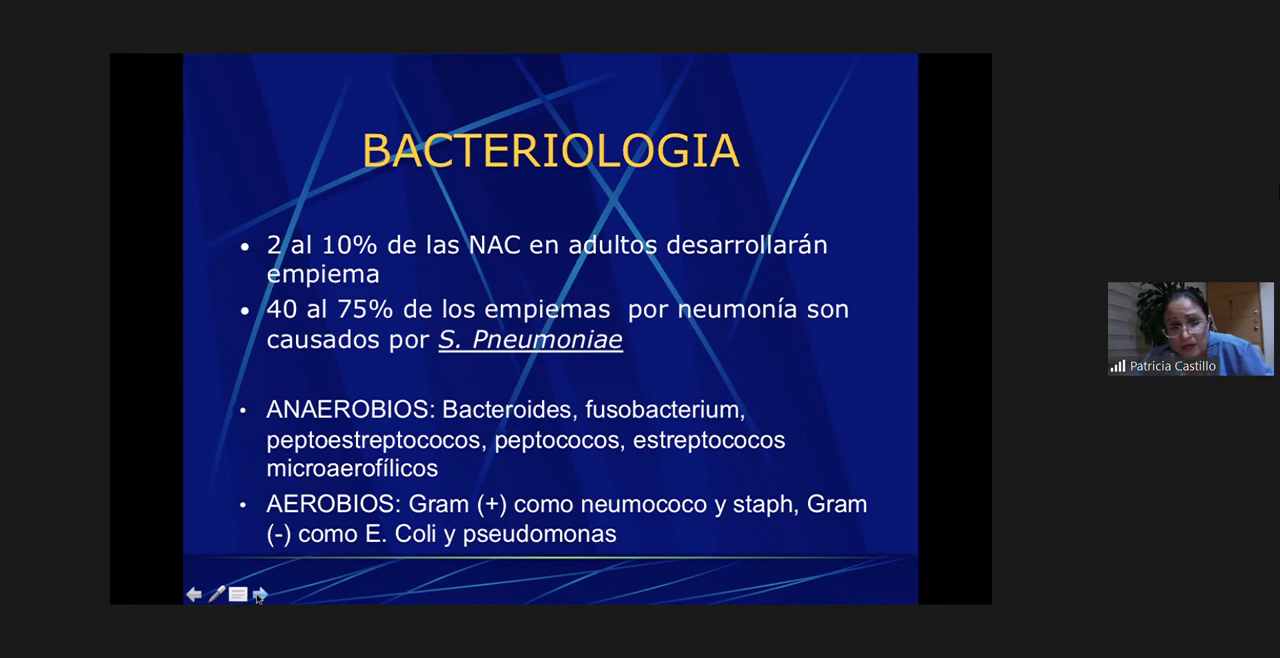 BACTERIOLOGIA
• 2 al 10% de las NAC en adultos desarrollarán
empiema
• 40 al 75% de los empiemas por neumonía son
causados por S. Pneumoniae
• ANAEROBIOS: Bacteroides, fusobacterium,
peptoestreptococos, peptococos, estreptococos
microaerofílicos
• AEROBIOS: Gram (+) como neumococo y staph, Gram
(-) como E. Coli y pseudomonas
Patricia Castillo